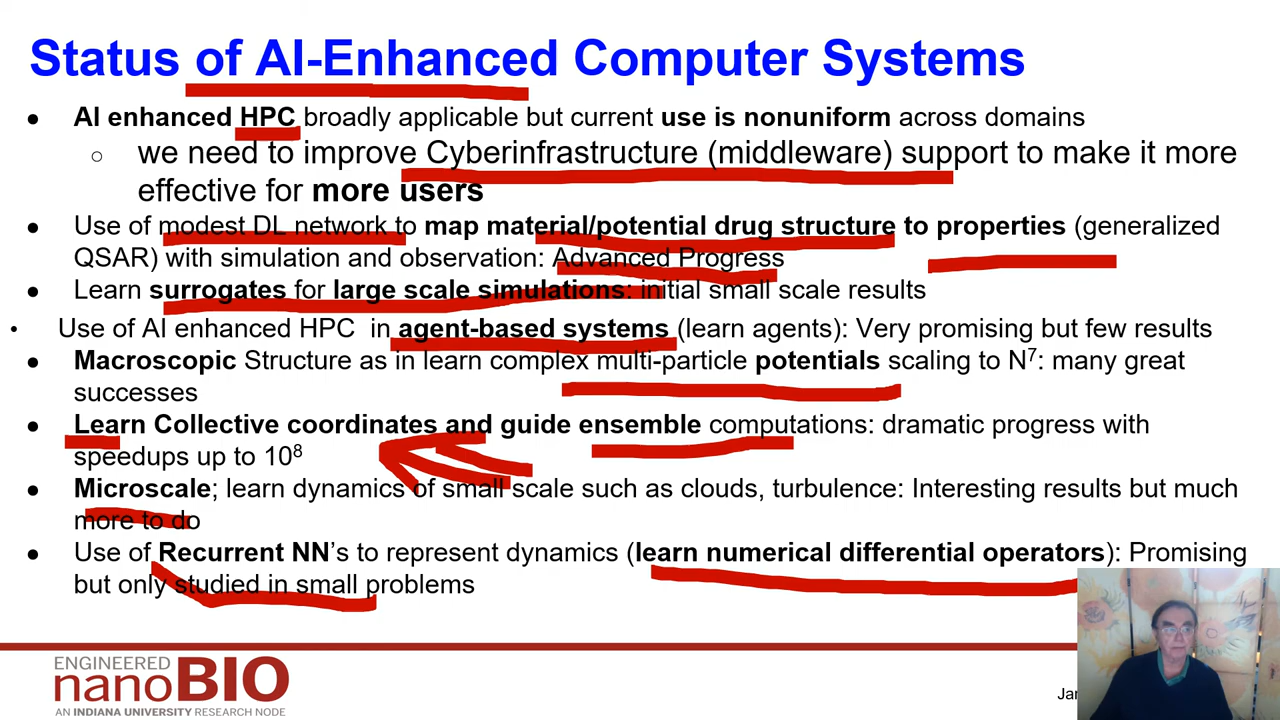 Status of AI-Enhanced Computer Systems
● AI enhanced HPC broadly applicable but current use is nonuniform across domains
○ we need to improve Cyberinfrastructure (middleware) support to make it more
effective for more users
● Use of modest DL network to map material/potential drug structure to properties (generalized
QSAR) with simulation and observation: Advanced Progress
● Learn surrogates for large scale simulations: initial small scale results
• Use of AI enhanced HPC in agent-based systems (learn agents): Very promising but few results
● Macroscopic Structure as in learn complex multi-particle potentials scaling to N⁷: many great
successes
● Learn Collective coordinates and guide ensemble computations: dramatic progress with
speedups up to 10⁸
● Microscale; learn dynamics of small scale such as clouds, turbulence: Interesting results but much
more to do
● Use of Recurrent NN's to represent dynamics (learn numerical differential operators): Promising
but only studied in small problems
ENGINEERED
nanoBIO
AN INDIANA UNIVERSITY RESEARCH NODE